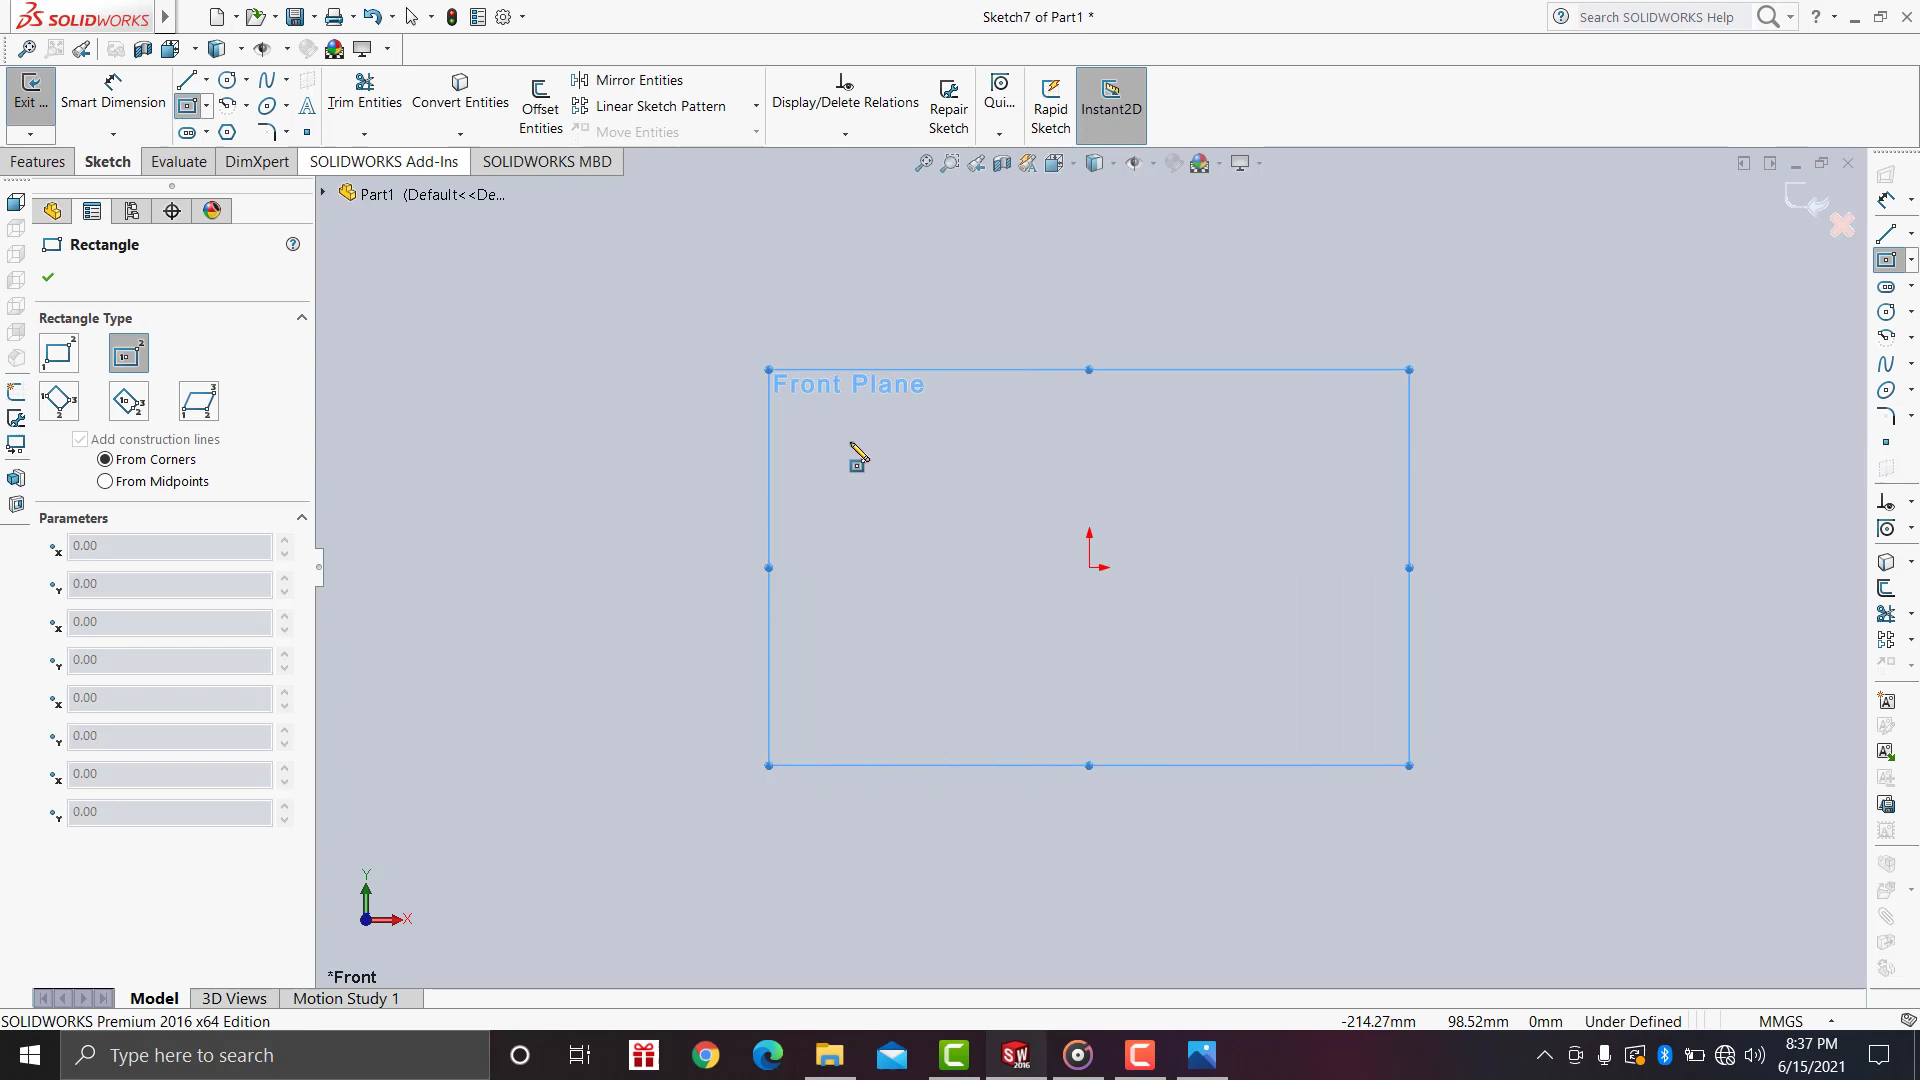 SOLIDWORKS
Sketch7 of Part1 *
Search SOLIDWORKS Help
Exit ...
Smart Dimension
Trim Entities
Convert Entities
Offset
Entities
Mirror Entities
Linear Sketch Pattern
Move Entities
Display/Delete Relations
Repair
Sketch
Qui...
Rapid
Sketch
Instant2D
Features
Sketch
Evaluate
DimXpert
SOLIDWORKS Add-Ins
SOLIDWORKS MBD
Part1 (Default<<De...
Rectangle
Rectangle Type
Add construction lines
From Corners
From Midpoints
Parameters
0.00
0.00
0.00
0.00
0.00
0.00
0.00
0.00
Front Plane
Y
X
*Front
Model
3D Views
Motion Study 1
SOLIDWORKS Premium 2016 x64 Edition
-214.27mm
98.52mm
0mm
Under Defined
MMGS
Type here to search
8:37 PM
6/15/2021